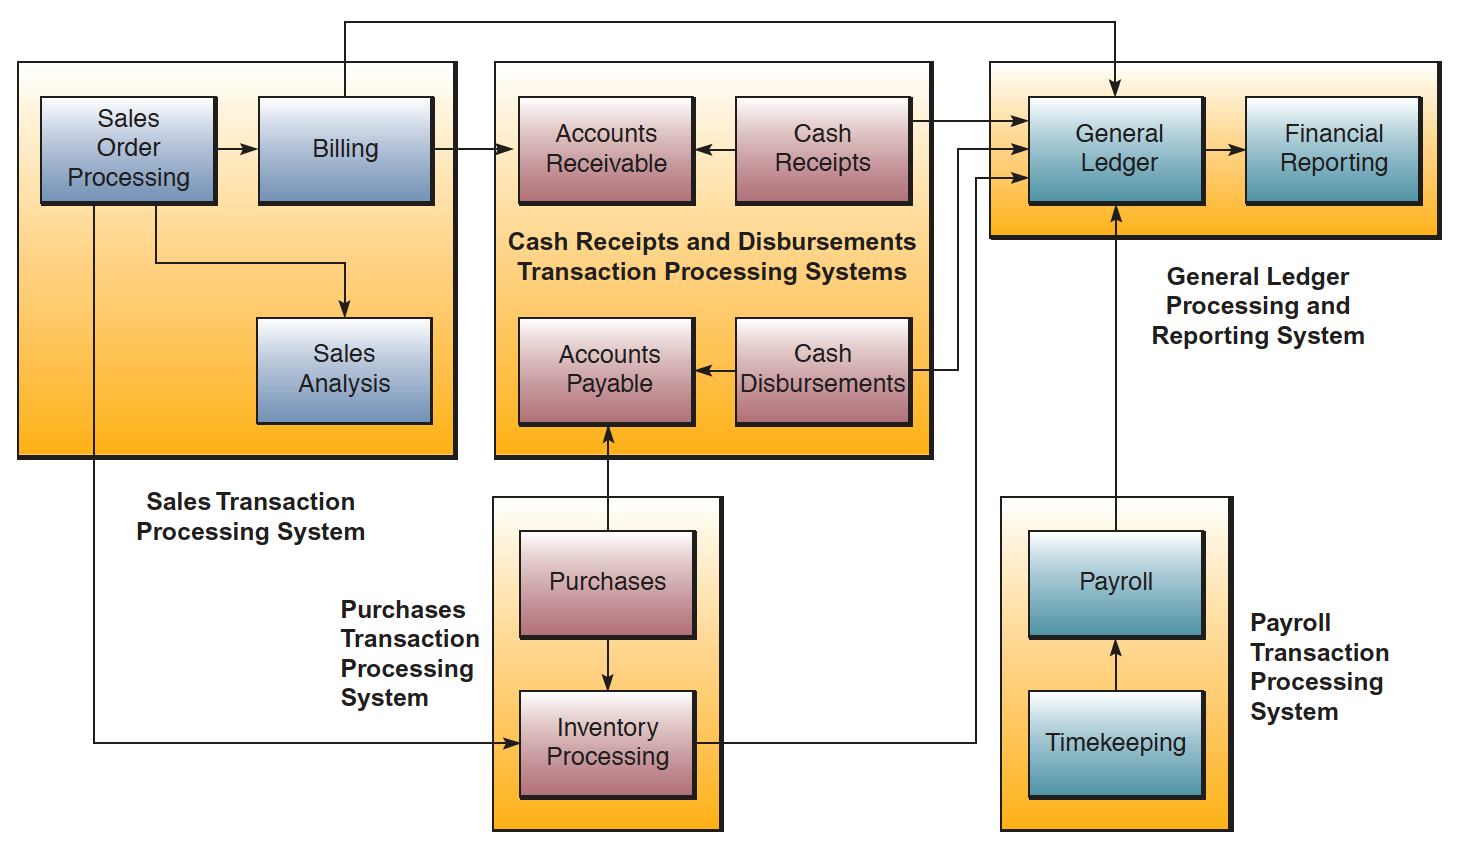 Sales
Order
Processing
Billing
Accounts
Receivable
Cash
Receipts
General
Ledger
Financial
Reporting
Cash Receipts and Disbursements
Transaction Processing Systems
General Ledger
Processing and
Reporting System
Sales
Analysis
Accounts
Payable
Cash
Disbursements
Sales Transaction
Processing System
Purchases
Transaction
Processing
System
Purchases
Inventory
Processing
Payroll
Timekeeping
Payroll
Transaction
Processing
System